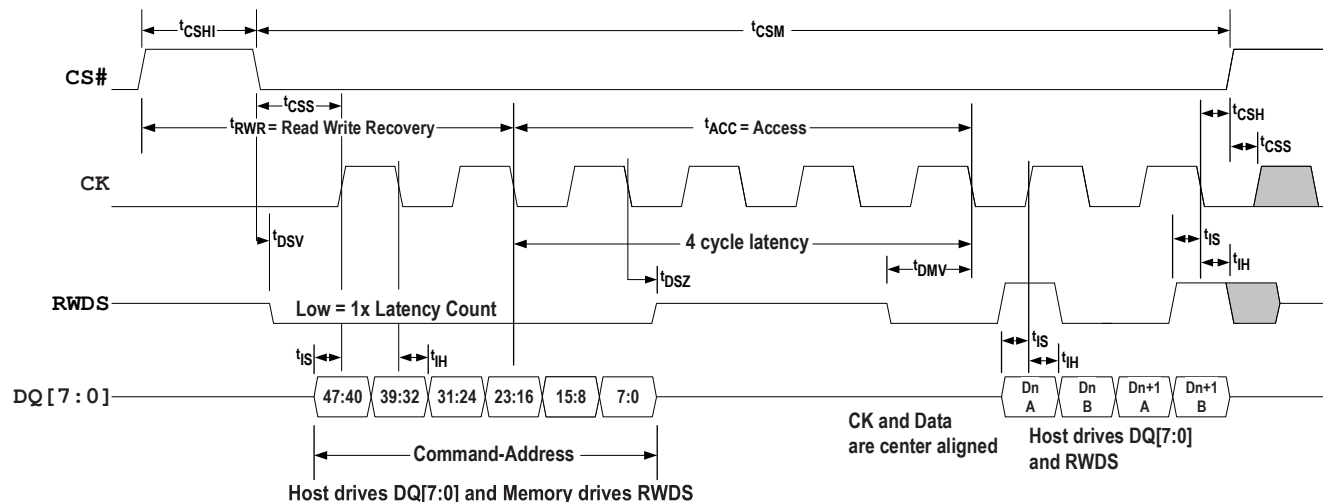 tCSHI
tCSM
CS#
tCSS
tRWR = Read Write Recovery
tACC = Access
tCSH
tCSS
CK
tDSV
4 cycle latency
tIS
tDMV
tIH
tDSZ
RWDS
Low = 1x Latency Count
tIS
tIH
tIS
tIH
DQ[7:0]
47:40 39:32 31:24 23:16 15:8 7:0
Dn Dn Dn+1 Dn+1
A B A B
CK and Data
are center aligned
Host drives DQ[7:0]
and RWDS
Command-Address
Host drives DQ[7:0] and Memory drives RWDS